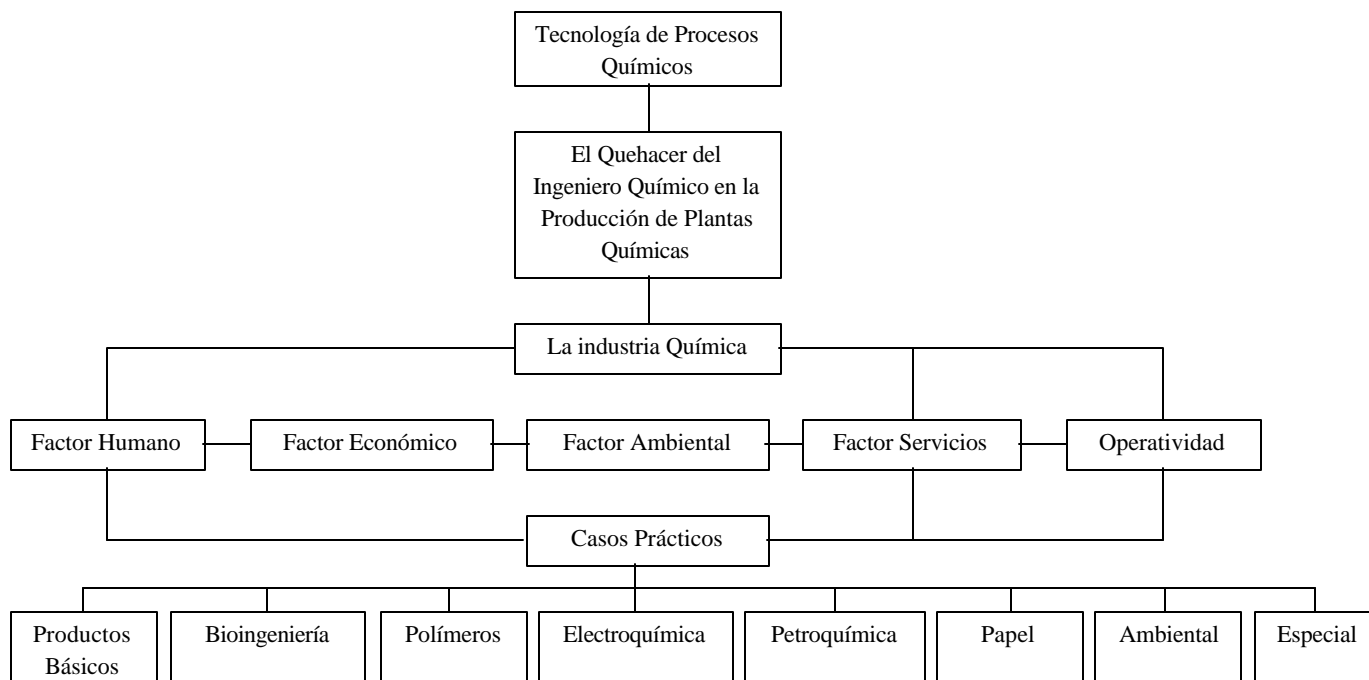 Tecnología de Procesos
Químicos
El Quehacer del
Ingeniero Químico en la
Producción de Plantas
Químicas
La industria Química
Factor Humano
Factor Económico
Factor Ambiental
Factor Servicios
Operatividad
Casos Prácticos
Productos
Básicos
Bioingeniería
Polímeros
Electroquímica
Petroquímica
Papel
Ambiental
Especial